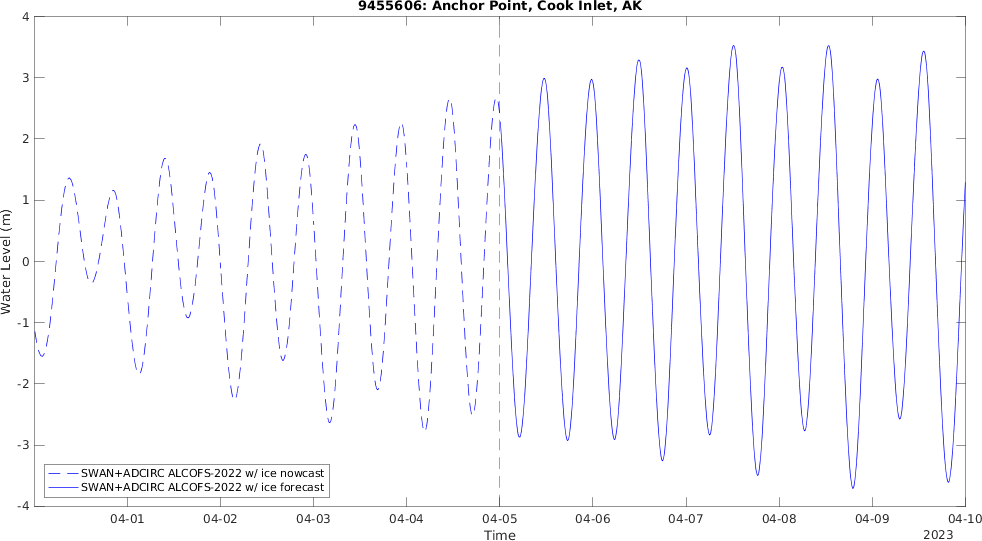 9455606: Anchor Point, Cook Inlet, AK
4
3
2
1
0
-1
-2
-3
-4
Water Level (m)
SWAN+ADCIRC ALCOFS-2022 w/ ice nowcast
SWAN+ADCIRC ALCOFS-2022 w/ ice forecast
04-01 04-02 04-03 04-04 04-05 04-06 04-07 04-08 04-09 04-10
Time
2023